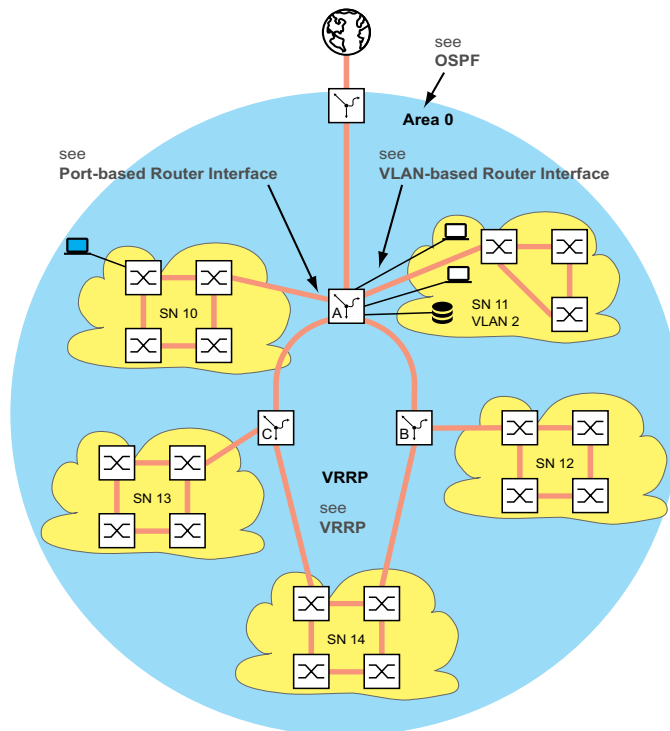 see
OSPF
Area 0
see
Port-based Router Interface
see
VLAN-based Router Interface
SN 10
A
SN 11
VLAN 2
C
B
VRRP
SN 12
SN 13
see
VRRP
SN 14